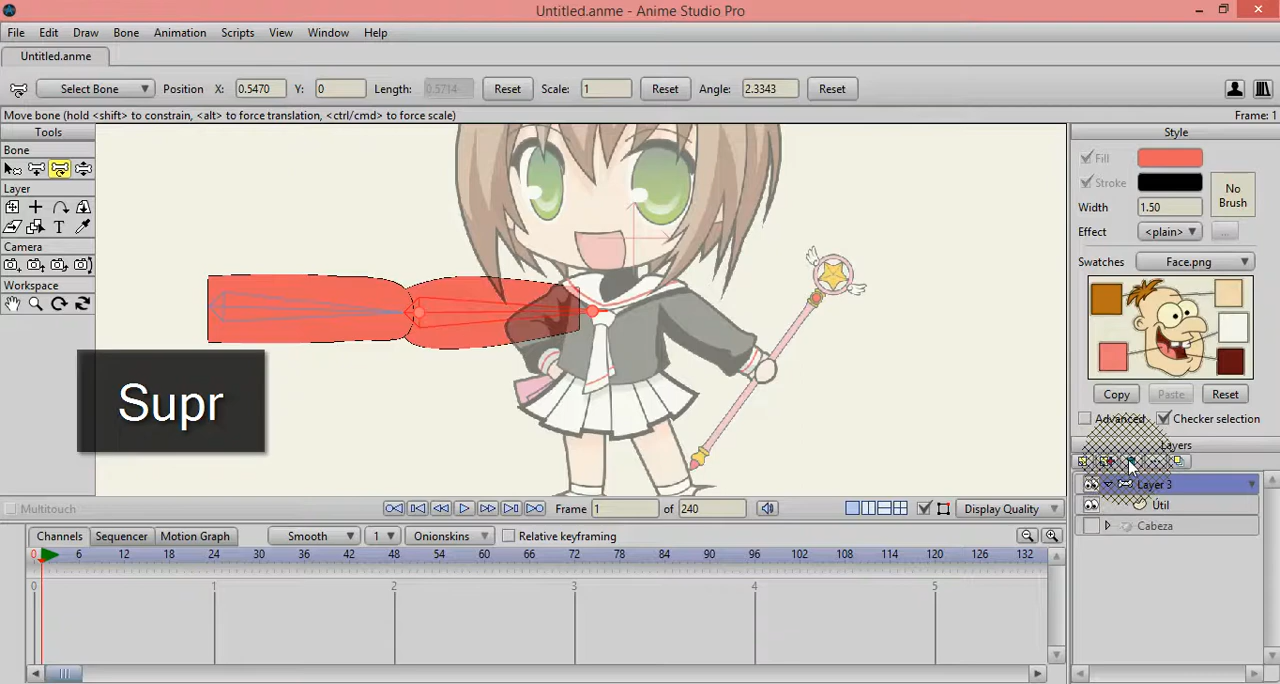 Untitled.anme - Anime Studio Pro
File Edit Draw Bone Animation Scripts View Window Help
Untitled.anme
Select Bone Position X: 0.5470 Y: 0 Length: 0.5714 Reset Scale: 1 Reset Angle: 2.3343 Reset
Move bone (hold <shift> to constrain, <alt> to force translation, <ctrl/cmd> to force scale) Frame: 1
Tools
Bone
Layer
Camera
Workspace
Supr
Style
Fill
Stroke
No
Brush
Width 1.50
Effect <plain> ...
Swatches Face.png
Copy Paste Reset
Advanced Checker selection
Layers
Layer 3
Útil
Cabeza
Multitouch Frame 1 of 240 Display Quality
Channels Sequencer Motion Graph Smooth 1 Onionskins Relative keyframing
0 6 12 18 24 30 36 42 48 54 60 66 72 78 84 90 96 102 108 114 120 126 132
0 1 2 3 4 5